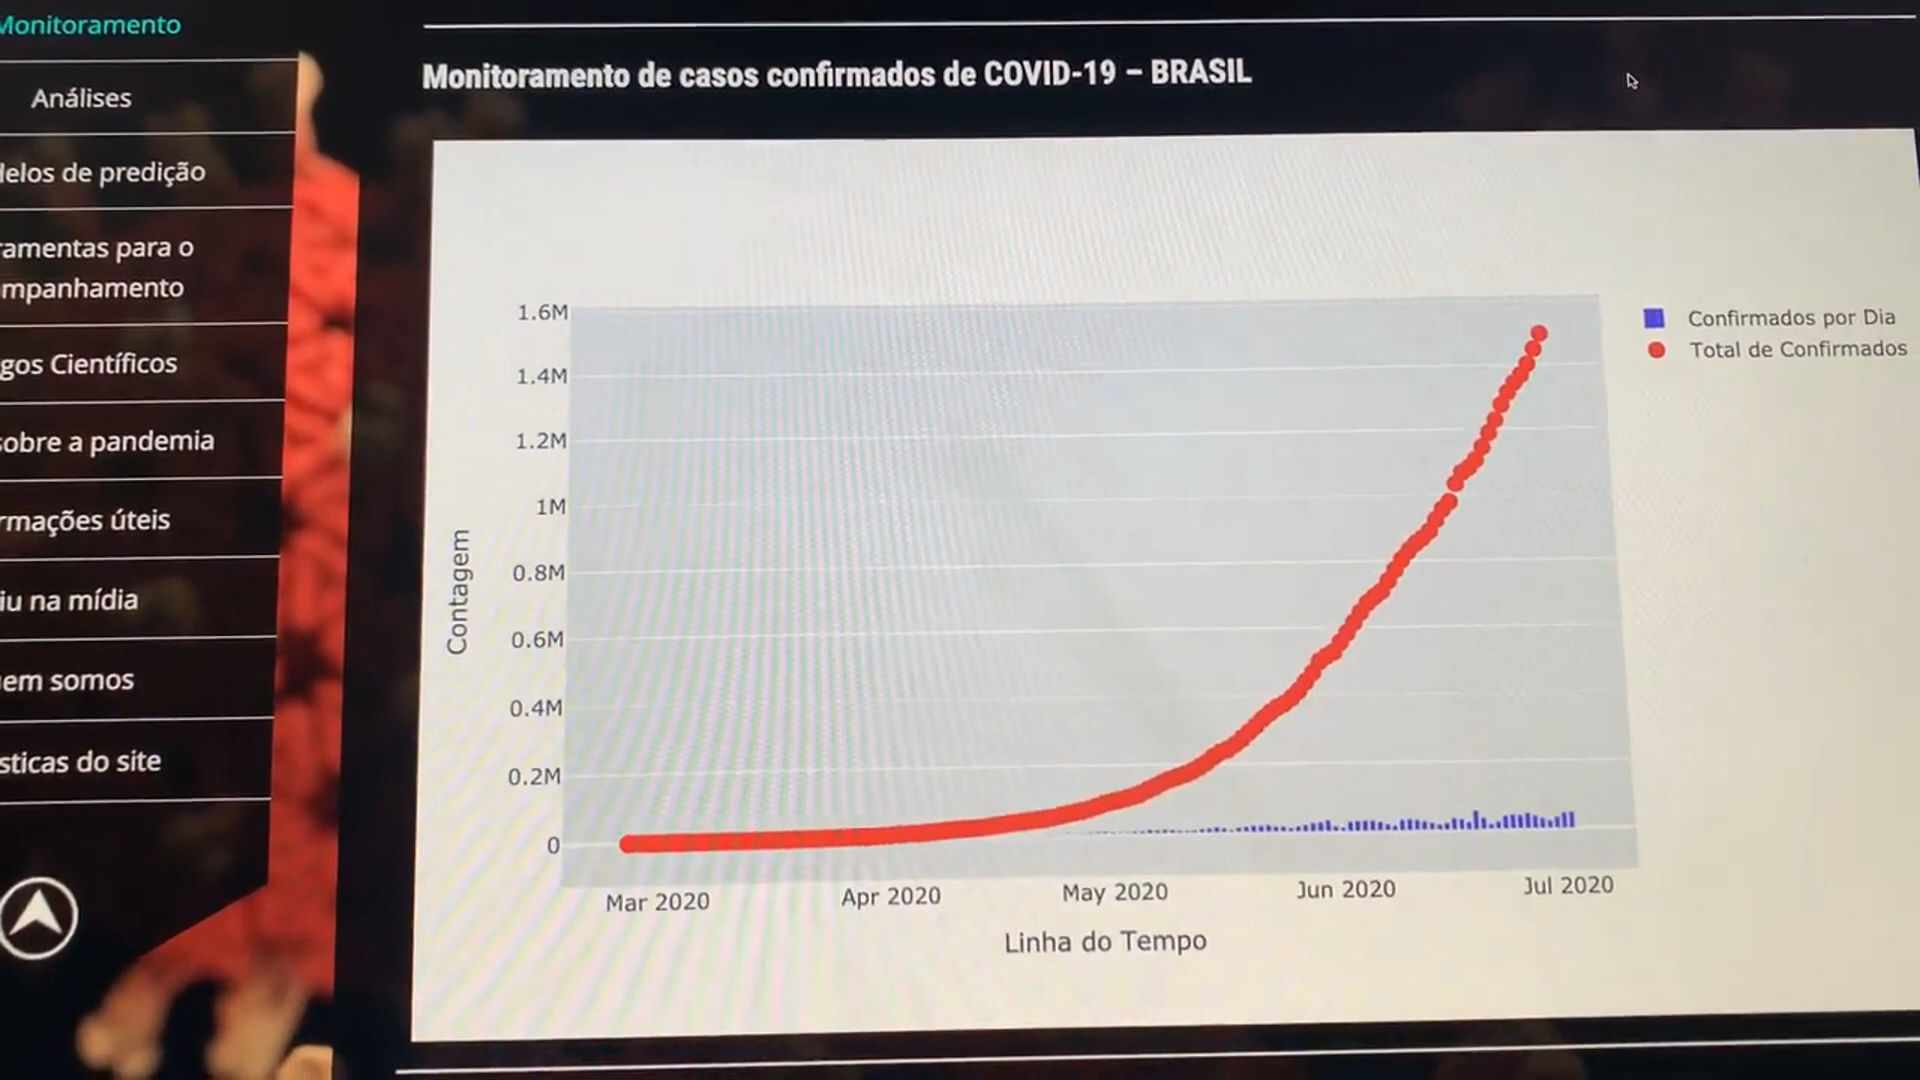 Monitoramento
Análises
delos de predição
ramentas para o
mpanhamento
gos Científicos
sobre a pandemia
rmações úteis
iu na mídia
uem somos
sticas do site
Monitoramento de casos confirmados de COVID-19 – BRASIL
1.6M
1.4M
1.2M
1M
0.8M
0.6M
0.4M
0.2M
0
Contagem
Mar 2020
Apr 2020
May 2020
Jun 2020
Jul 2020
Linha do Tempo
Confirmados por Dia
Total de Confirmados